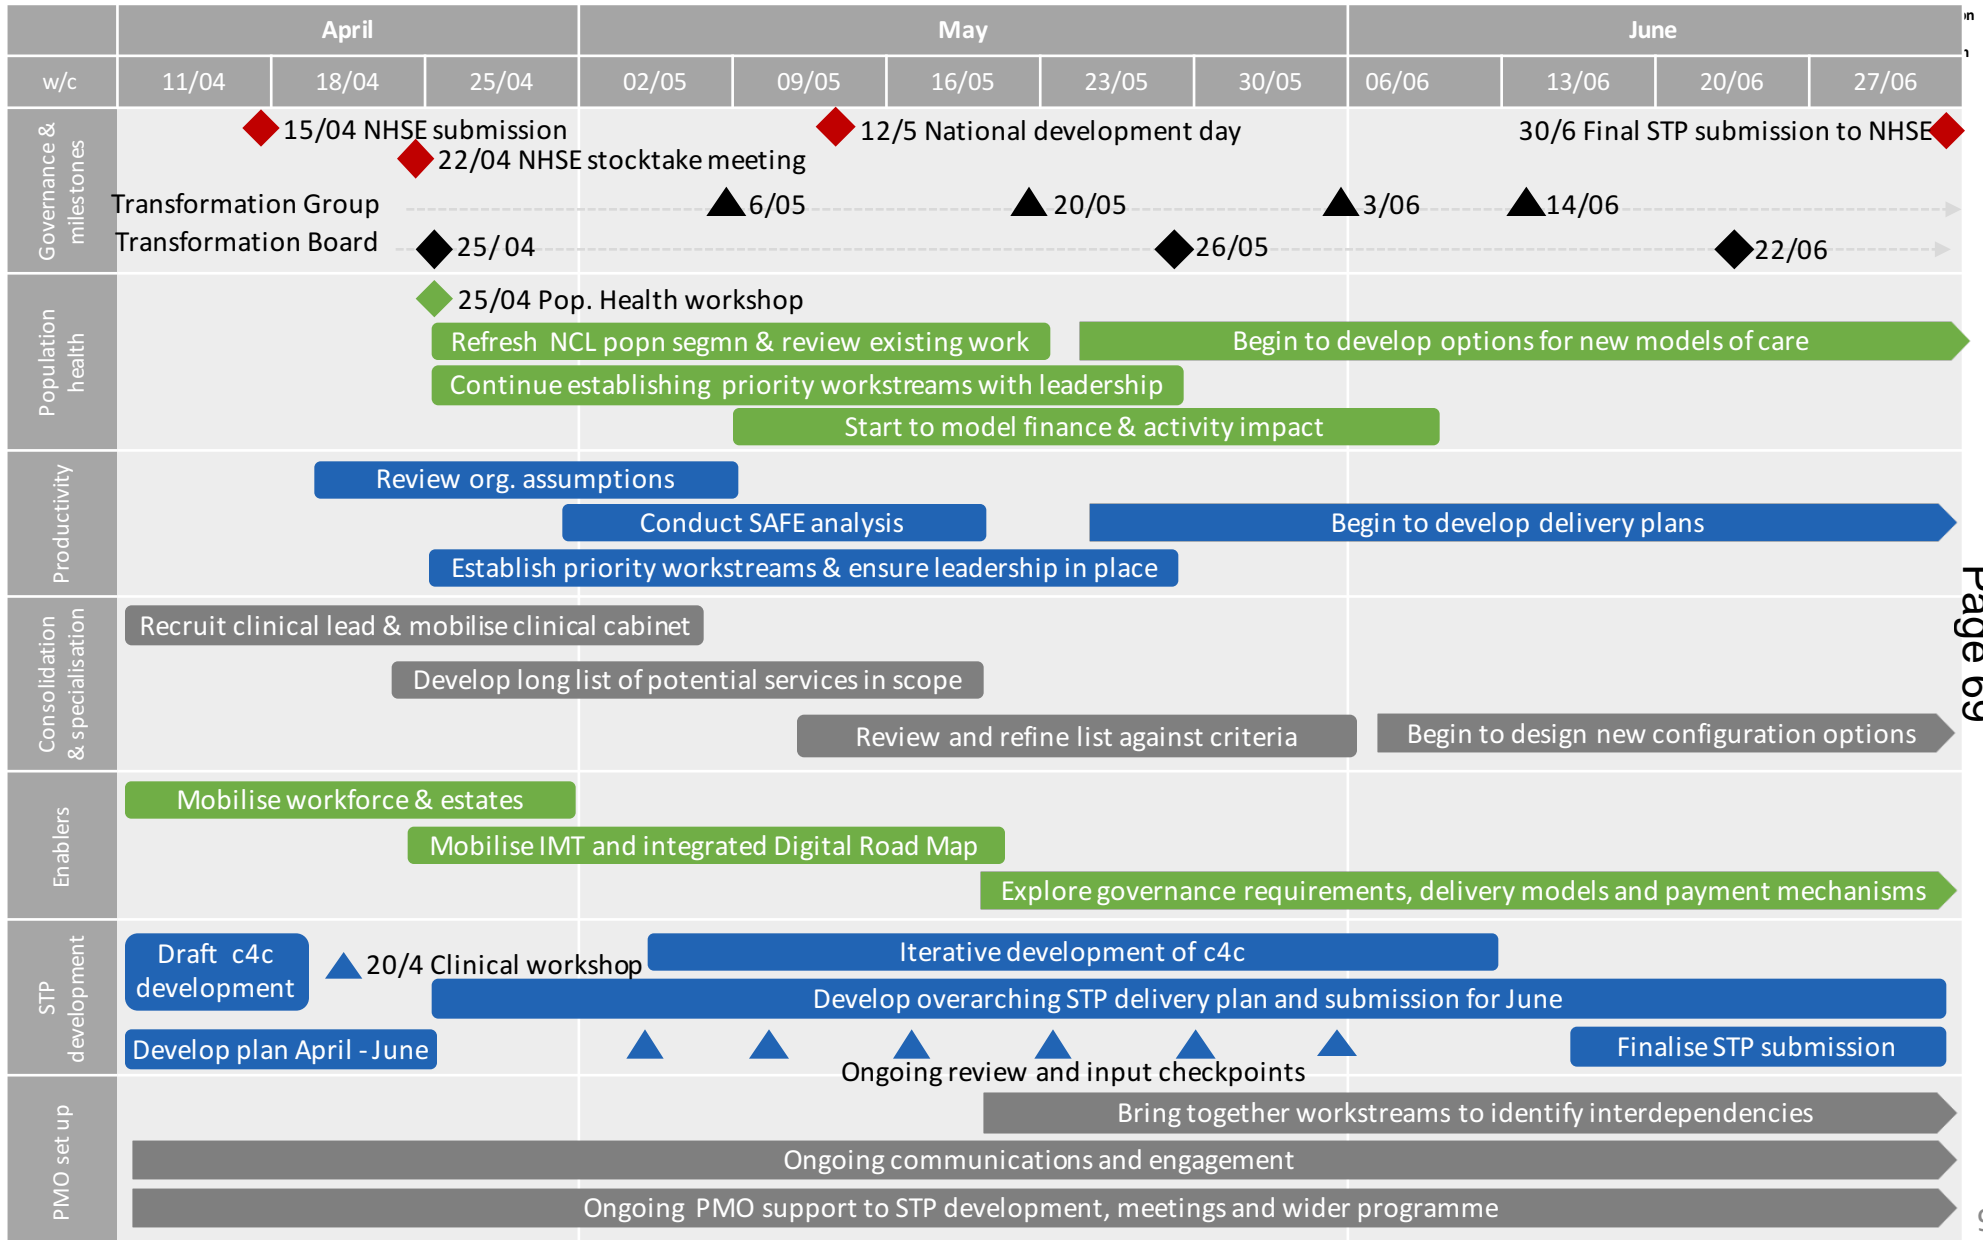 April
May
June
w/c
11/04
18/04
25/04
02/05
09/05
16/05
23/05
30/05
06/06
13/06
20/06
27/06
Governance &
milestones
15/04 NHSE submission
12/5 National development day
30/6 Final STP submission to NHSE
22/04 NHSE stocktake meeting
Transformation Group
6/05
20/05
3/06
14/06
Transformation Board
25/ 04
26/05
22/06
Population
health
25/04 Pop. Health workshop
Refresh NCL popn segmn & review existing work
Begin to develop options for new models of care
Continue establishing priority workstreams with leadership
Start to model finance & activity impact
Productivity
Review org. assumptions
Conduct SAFE analysis
Begin to develop delivery plans
Establish priority workstreams & ensure leadership in place
Page 69
Consolidation
& specialisation
Recruit clinical lead & mobilise clinical cabinet
Develop long list of potential services in scope
Review and refine list against criteria
Begin to design new configuration options
Enablers
Mobilise workforce & estates
Mobilise IMT and integrated Digital Road Map
Explore governance requirements, delivery models and payment mechanisms
STP
development
Draft c4c
development
20/4 Clinical workshop
Iterative development of c4c
Develop overarching STP delivery plan and submission for June
Develop plan April - June
Ongoing review and input checkpoints
Finalise STP submission
PMO set up
Bring together workstreams to identify interdependencies
Ongoing communications and engagement
Ongoing PMO support to STP development, meetings and wider programme